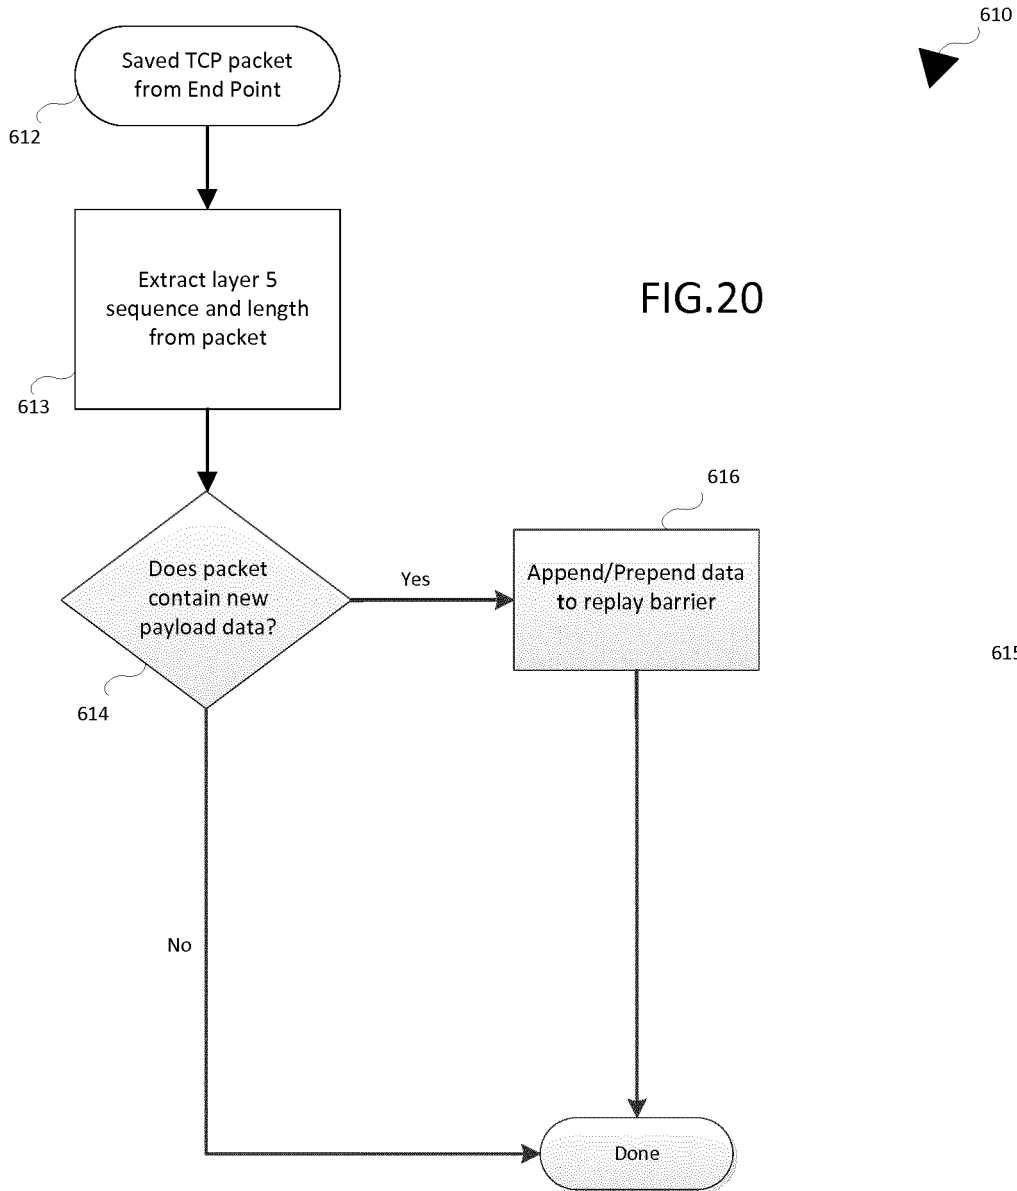 610
Saved TCP packet
from End Point
612
Extract layer 5
sequence and length
from packet
613
FIG.20
616
Does packet
contain new
payload data?
614
Yes
Append/Prepend data
to replay barrier
615
No
Done